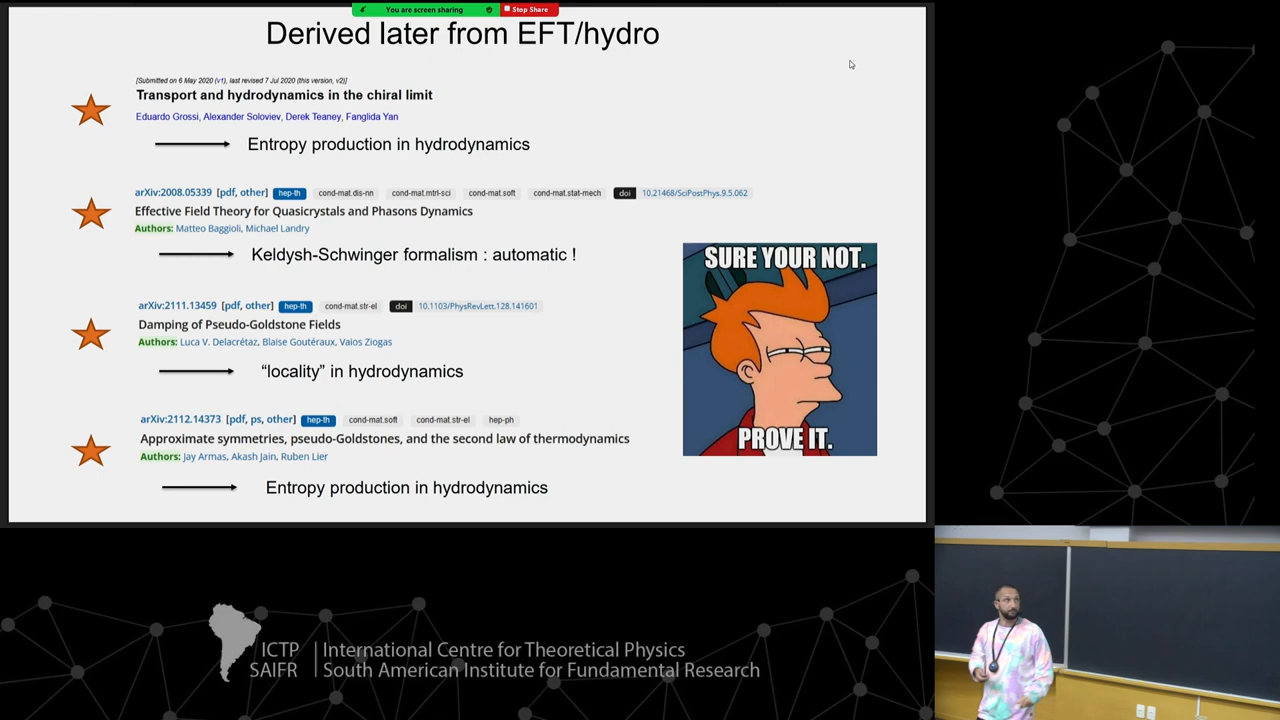 You are screen sharing
Stop Share
Derived later from EFT/hydro
[Submitted on 6 May 2020 (v1), last revised 7 Jul 2020 (this version, v2)]
Transport and hydrodynamics in the chiral limit
Eduardo Grossi, Alexander Soloviev, Derek Teaney, Fanglida Yan
Entropy production in hydrodynamics
arXiv:2008.05339 [pdf, other] hep-th cond-mat.dis-nn cond-mat.mtrl-sci cond-mat.soft cond-mat.stat-mech doi 10.21468/SciPostPhys.9.5.062
Effective Field Theory for Quasicrystals and Phasons Dynamics
Authors: Matteo Baggioli, Michael Landry
Keldysh-Schwinger formalism : automatic !
arXiv:2111.13459 [pdf, other] hep-th cond-mat.str-el doi 10.1103/PhysRevLett.128.141601
Damping of Pseudo-Goldstone Fields
Authors: Luca V. Delacrétaz, Blaise Goutéraux, Vaios Ziogas
“locality” in hydrodynamics
arXiv:2112.14373 [pdf, ps, other] hep-th cond-mat.soft cond-mat.str-el hep-ph
Approximate symmetries, pseudo-Goldstones, and the second law of thermodynamics
Authors: Jay Armas, Akash Jain, Ruben Lier
Entropy production in hydrodynamics
SURE YOUR NOT.
PROVE IT.
ICTP International Centre for Theoretical Physics
SAIFR South American Institute for Fundamental Research